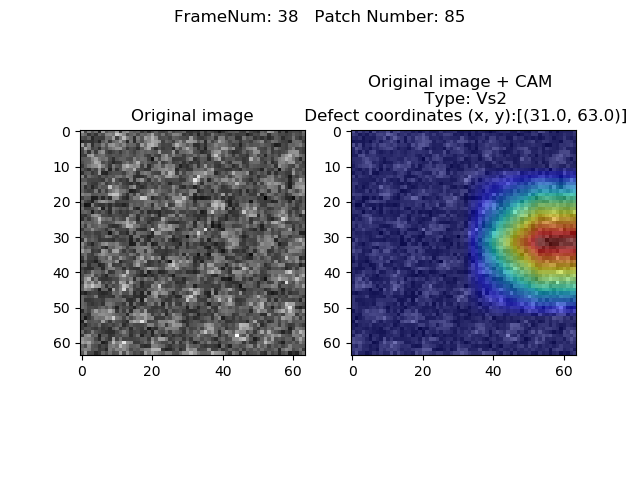 FrameNum: 38   Patch Number: 85
Original image
Original image + CAM
Type: Vs2
Defect coordinates (x, y):[(31.0, 63.0)]
0
10
20
30
40
50
60
0 20 40 60
0
10
20
30
40
50
60
0 20 40 60